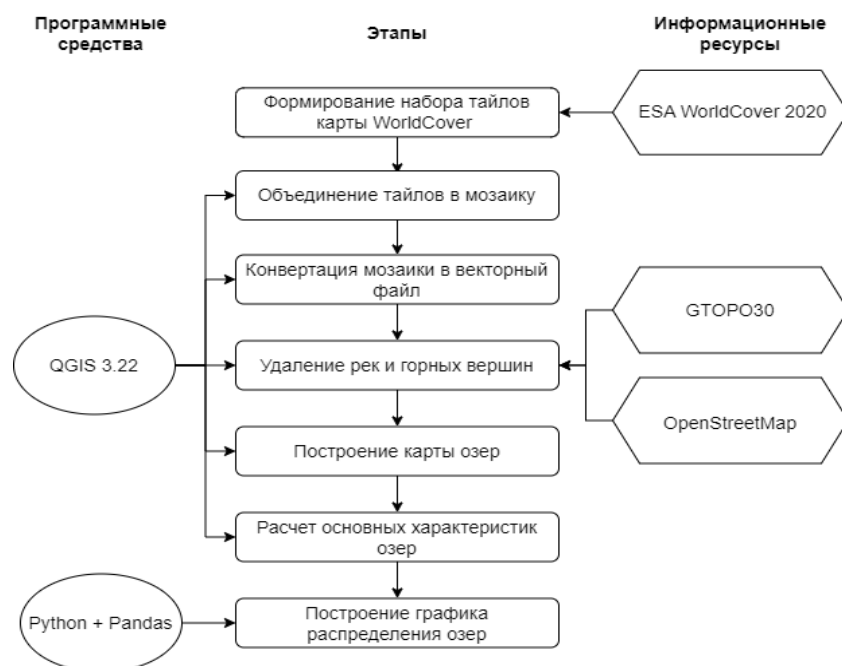 Программные
средства
Этапы
Информационные
ресурсы
Формирование набора тайлов
карты WorldCover
ESA WorldCover 2020
Объединение тайлов в мозаику
Конвертация мозаики в векторный
файл
GTOPO30
QGIS 3.22
Удаление рек и горных вершин
OpenStreetMap
Построение карты озер
Расчет основных характеристик
озер
Python + Pandas
Построение графика
распределения озер